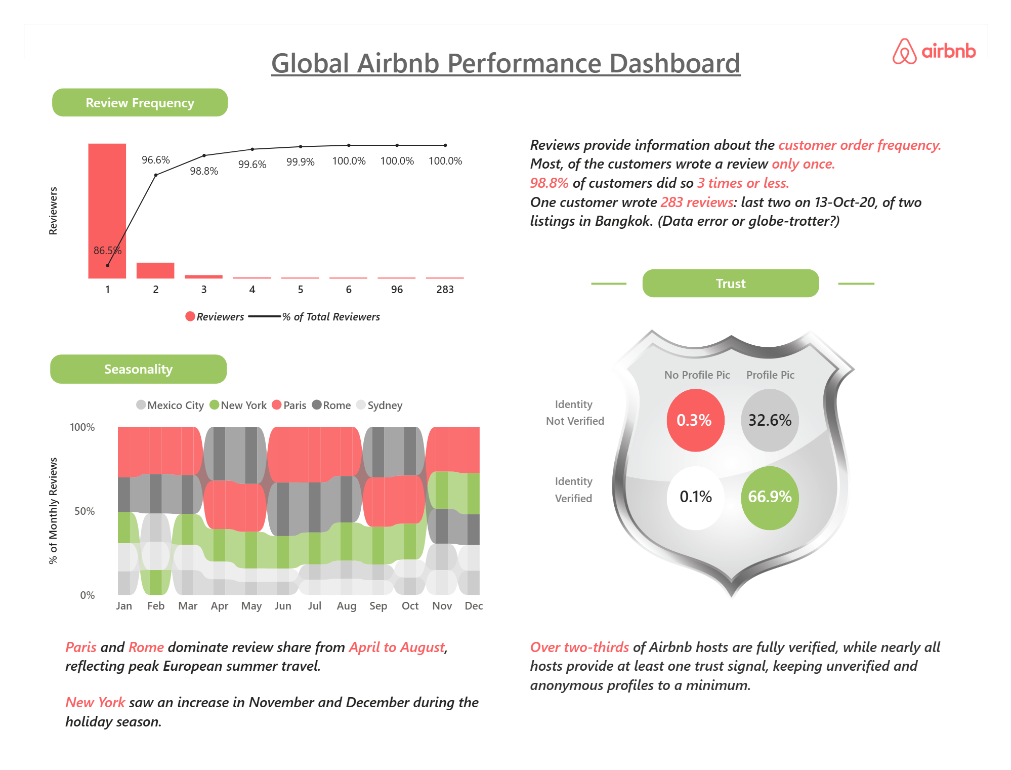 Global Airbnb Performance Dashboard
airbnb
Review Frequency
Reviewers
86.5%
96.6%
98.8%
99.6%
99.9%
100.0%
100.0%
100.0%
1 2 3 4 5 6 96 283
Reviewers % of Total Reviewers
Reviews provide information about the customer order frequency.
Most, of the customers wrote a review only once.
98.8% of customers did so 3 times or less.
One customer wrote 283 reviews: last two on 13-Oct-20, of two
listings in Bangkok. (Data error or globe-trotter?)
Seasonality
Mexico City New York Paris Rome Sydney
% of Monthly Reviews
100%
50%
0%
Jan Feb Mar Apr May Jun Jul Aug Sep Oct Nov Dec
Paris and Rome dominate review share from April to August,
reflecting peak European summer travel.
New York saw an increase in November and December during the
holiday season.
Trust
No Profile Pic Profile Pic
Identity
Not Verified
0.3% 32.6%
Identity
Verified
0.1% 66.9%
Over two-thirds of Airbnb hosts are fully verified, while nearly all
hosts provide at least one trust signal, keeping unverified and
anonymous profiles to a minimum.